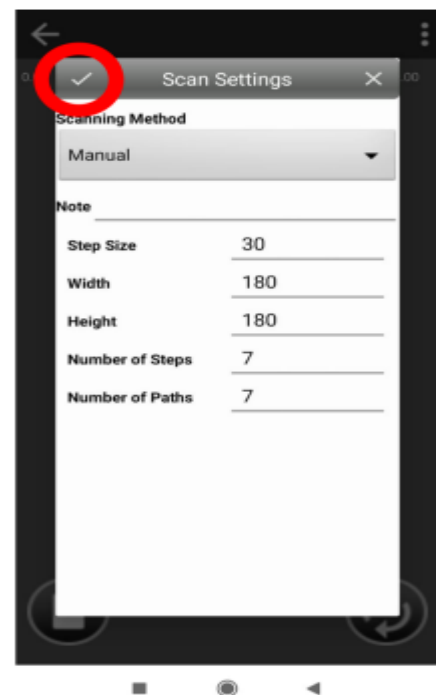 Scan Settings
Scanning Method
Manual
Note
Step Size 30
Width 180
Height 180
Number of Steps 7
Number of Paths 7